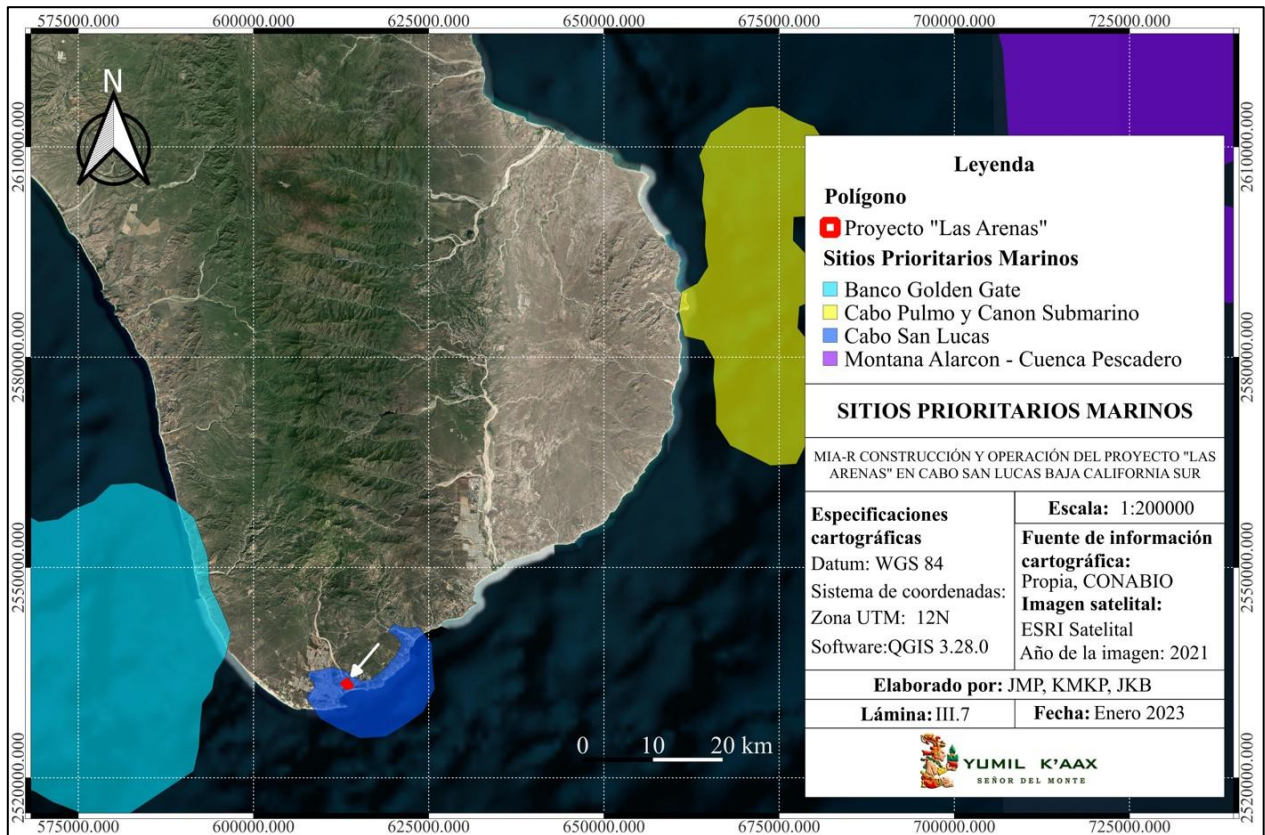 575000.000 600000.000 625000.000 650000.000 675000.000 700000.000 725000.000
2610000.000
2580000.000
2550000.000
2520000.000
N
2610000.000
2580000.000
2550000.000
2520000.000
Leyenda
Polígono
Proyecto "Las Arenas"
Sitios Prioritarios Marinos
Banco Golden Gate
Cabo Pulmo y Canon Submarino
Cabo San Lucas
Montana Alarcon - Cuenca Pescadero
SITIOS PRIORITARIOS MARINOS
MIA-R CONSTRUCCIÓN Y OPERACIÓN DEL PROYECTO "LAS
ARENAS" EN CABO SAN LUCAS BAJA CALIFORNIA SUR
Especificaciones
cartográficas
Datum: WGS 84
Sistema de coordenadas:
Zona UTM: 12N
Software:QGIS 3.28.0
Escala: 1:200000
Fuente de información
cartográfica:
Propia, CONABIO
Imagen satelital:
ESRI Satelital
Año de la imagen: 2021
Elaborado por: JMP, KMKP, JKB
Lámina: III.7
Fecha: Enero 2023
YUMIL K'AAX
SEÑOR DEL MONTE
0 10 20 km
575000.000 600000.000 625000.000 650000.000 675000.000 700000.000 725000.000